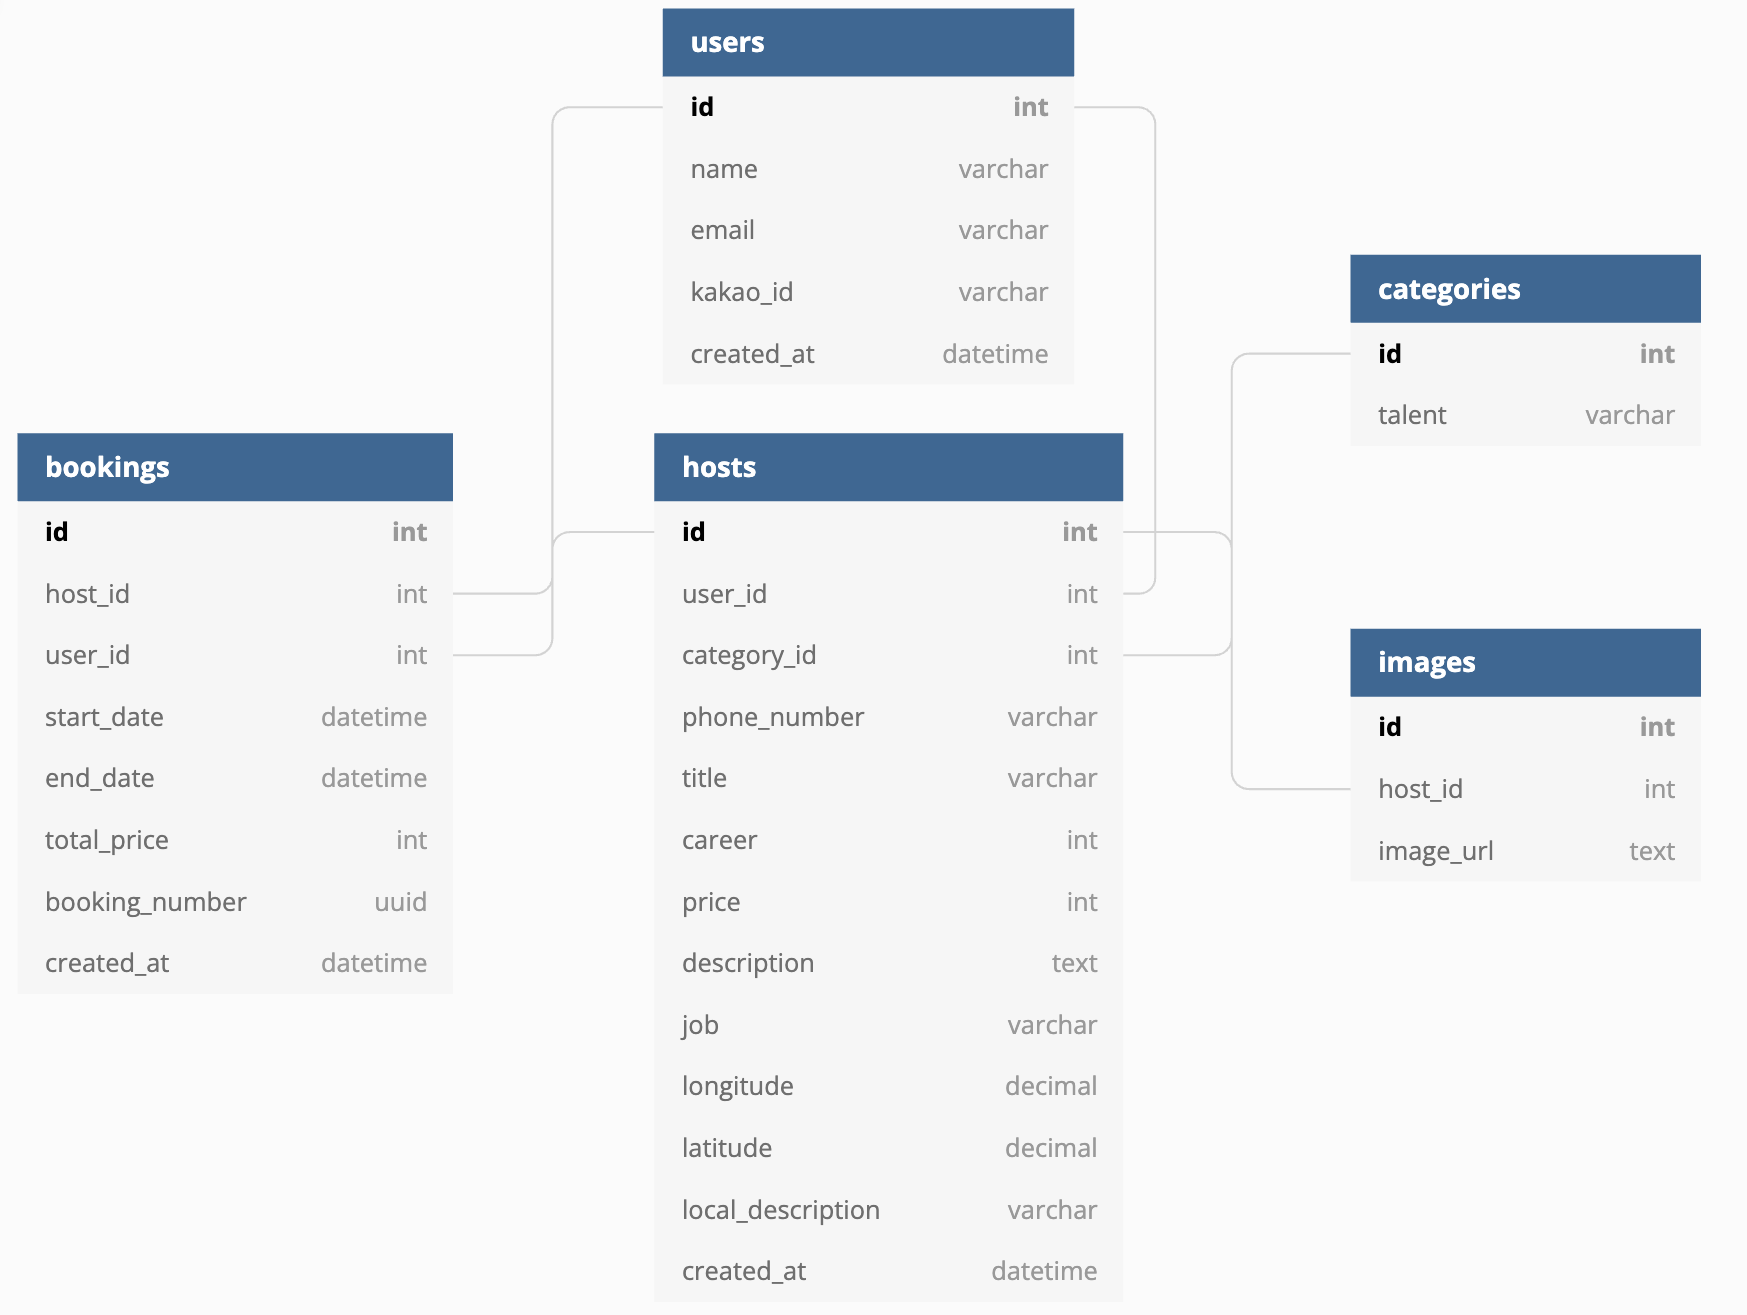 users
id int
name varchar
email varchar
kakao_id varchar
created_at datetime
categories
id int
talent varchar
bookings
id int
host_id int
user_id int
start_date datetime
end_date datetime
total_price int
booking_number uuid
created_at datetime
hosts
id int
user_id int
category_id int
phone_number varchar
title varchar
career int
price int
description text
job varchar
longitude decimal
latitude decimal
local_description varchar
created_at datetime
images
id int
host_id int
image_url text